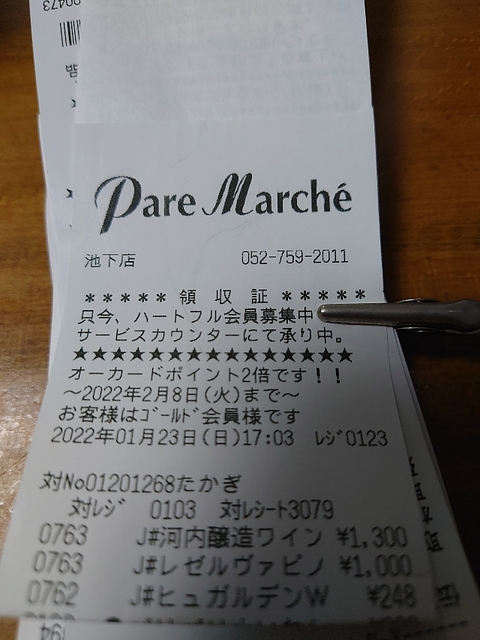 Pare Marché
池下店 052-759-2011
***** 領 収 証 *****
只今、ハートフル会員募集中
サービスカウンターにて承り中。
★★★★★★★★★★★★★★★
オーカードポイント2倍です！！
～2022年2月8日(火)まで～
お客様はｺﾞｰﾙﾄﾞ会員様です
2022年01月23日(日)17:03 ﾚｼﾞ0123
対No01201268たかぎ
対ﾚｼﾞ 0103 対ﾚｼｰﾄ3079
0763 J#河内醸造ワイン ¥1,300
0763 J#レゼルヴァピノ ¥1,000
0762 J#ヒュガルデンW ¥248